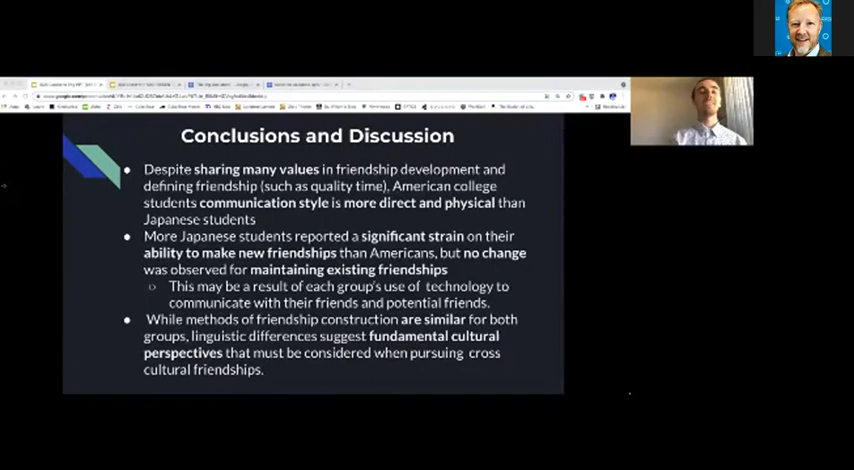 Conclusions and Discussion
● Despite sharing many values in friendship development and
defining friendship (such as quality time), American college
students communication style is more direct and physical than
Japanese students
● More Japanese students reported a significant strain on their
ability to make new friendships than Americans, but no change
was observed for maintaining existing friendships
○ This may be a result of each group's use of technology to
communicate with their friends and potential friends.
● While methods of friendship construction are similar for both
groups, linguistic differences suggest fundamental cultural
perspectives that must be considered when pursuing cross
cultural friendships.